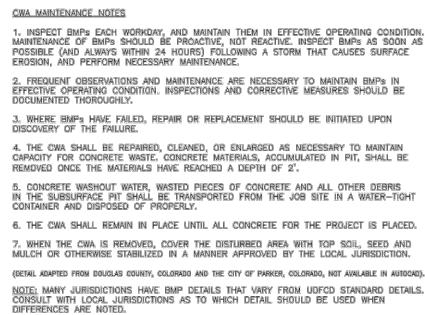 CWA MAINTENANCE NOTES
1. INSPECT BMPs EACH WORKDAY, AND MAINTAIN THEM IN EFFECTIVE OPERATING CONDITION.
MAINTENANCE OF BMPs SHOULD BE PROACTIVE, NOT REACTIVE. INSPECT BMPs AS SOON AS
POSSIBLE (AND ALWAYS WITHIN 24 HOURS) FOLLOWING A STORM THAT CAUSES SURFACE
EROSION, AND PERFORM NECESSARY MAINTENANCE.
2. FREQUENT OBSERVATIONS AND MAINTENANCE ARE NECESSARY TO MAINTAIN BMPs IN
EFFECTIVE OPERATING CONDITION. INSPECTIONS AND CORRECTIVE MEASURES SHOULD BE
DOCUMENTED THOROUGHLY.
3. WHERE BMPs HAVE FAILED, REPAIR OR REPLACEMENT SHOULD BE INITIATED UPON
DISCOVERY OF THE FAILURE.
4. THE CWA SHALL BE REPAIRED, CLEANED, OR ENLARGED AS NECESSARY TO MAINTAIN
CAPACITY FOR CONCRETE WASTE. CONCRETE MATERIALS, ACCUMULATED IN PIT, SHALL BE
REMOVED ONCE THE MATERIALS HAVE REACHED A DEPTH OF 2'.
5. CONCRETE WASHOUT WATER, WASTED PIECES OF CONCRETE AND ALL OTHER DEBRIS
IN THE SUBSURFACE PIT SHALL BE TRANSPORTED FROM THE JOB SITE IN A WATER-TIGHT
CONTAINER AND DISPOSED OF PROPERLY.
6. THE CWA SHALL REMAIN IN PLACE UNTIL ALL CONCRETE FOR THE PROJECT IS PLACED.
7. WHEN THE CWA IS REMOVED, COVER THE DISTURBED AREA WITH TOP SOIL, SEED AND
MULCH OR OTHERWISE STABILIZED IN A MANNER APPROVED BY THE LOCAL JURISDICTION.
(DETAIL ADAPTED FROM DOUGLAS COUNTY, COLORADO AND THE CITY OF PARKER, COLORADO, NOT AVAILABLE IN AUTOCAD).
NOTE: MANY JURISDICTIONS HAVE BMP DETAILS THAT VARY FROM UDFCD STANDARD DETAILS.
CONSULT WITH LOCAL JURISDICTIONS AS TO WHICH DETAIL SHOULD BE USED WHEN
DIFFERENCES ARE NOTED.